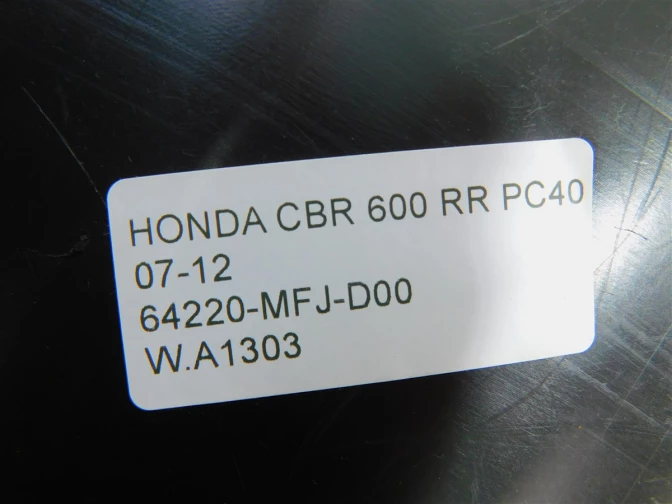 HONDA CBR 600 RR PC40
07-12
64220-MFJ-D00
W.A1303